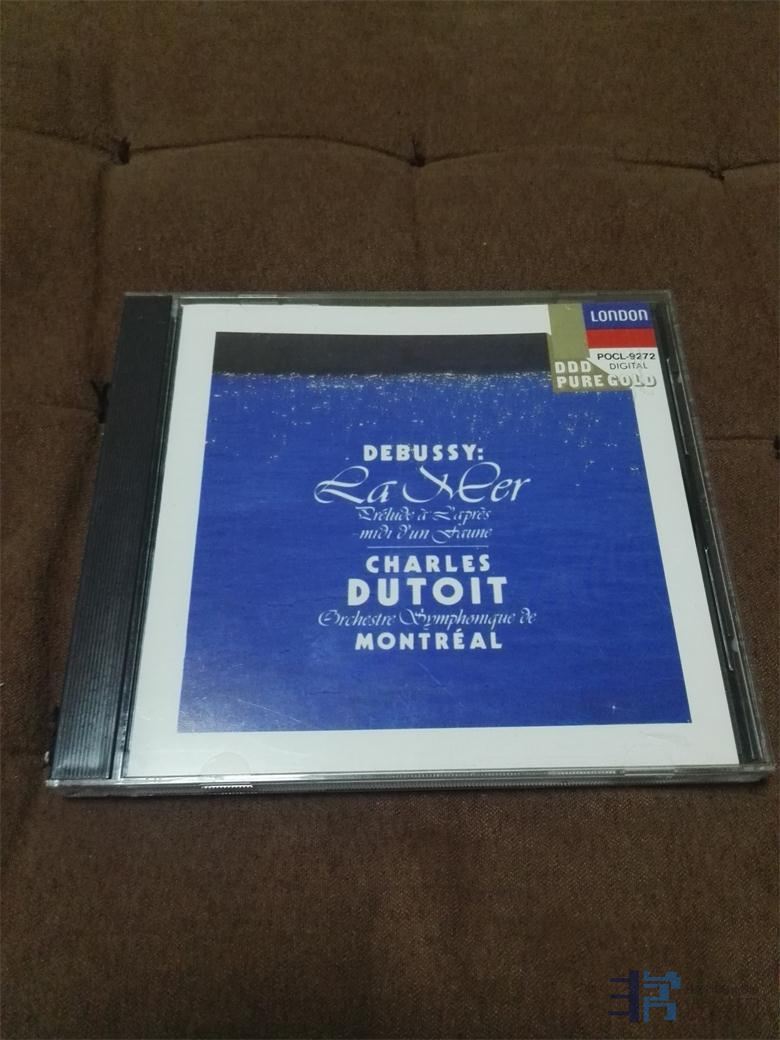 LONDON
POCL-9272
DIGITAL
DDD
PURE GOLD
DEBUSSY:
La Mer
Prélude à L'après
-midi d'un Faune
CHARLES
DUTOIT
Orchestre Symphonique de
MONTRÉAL